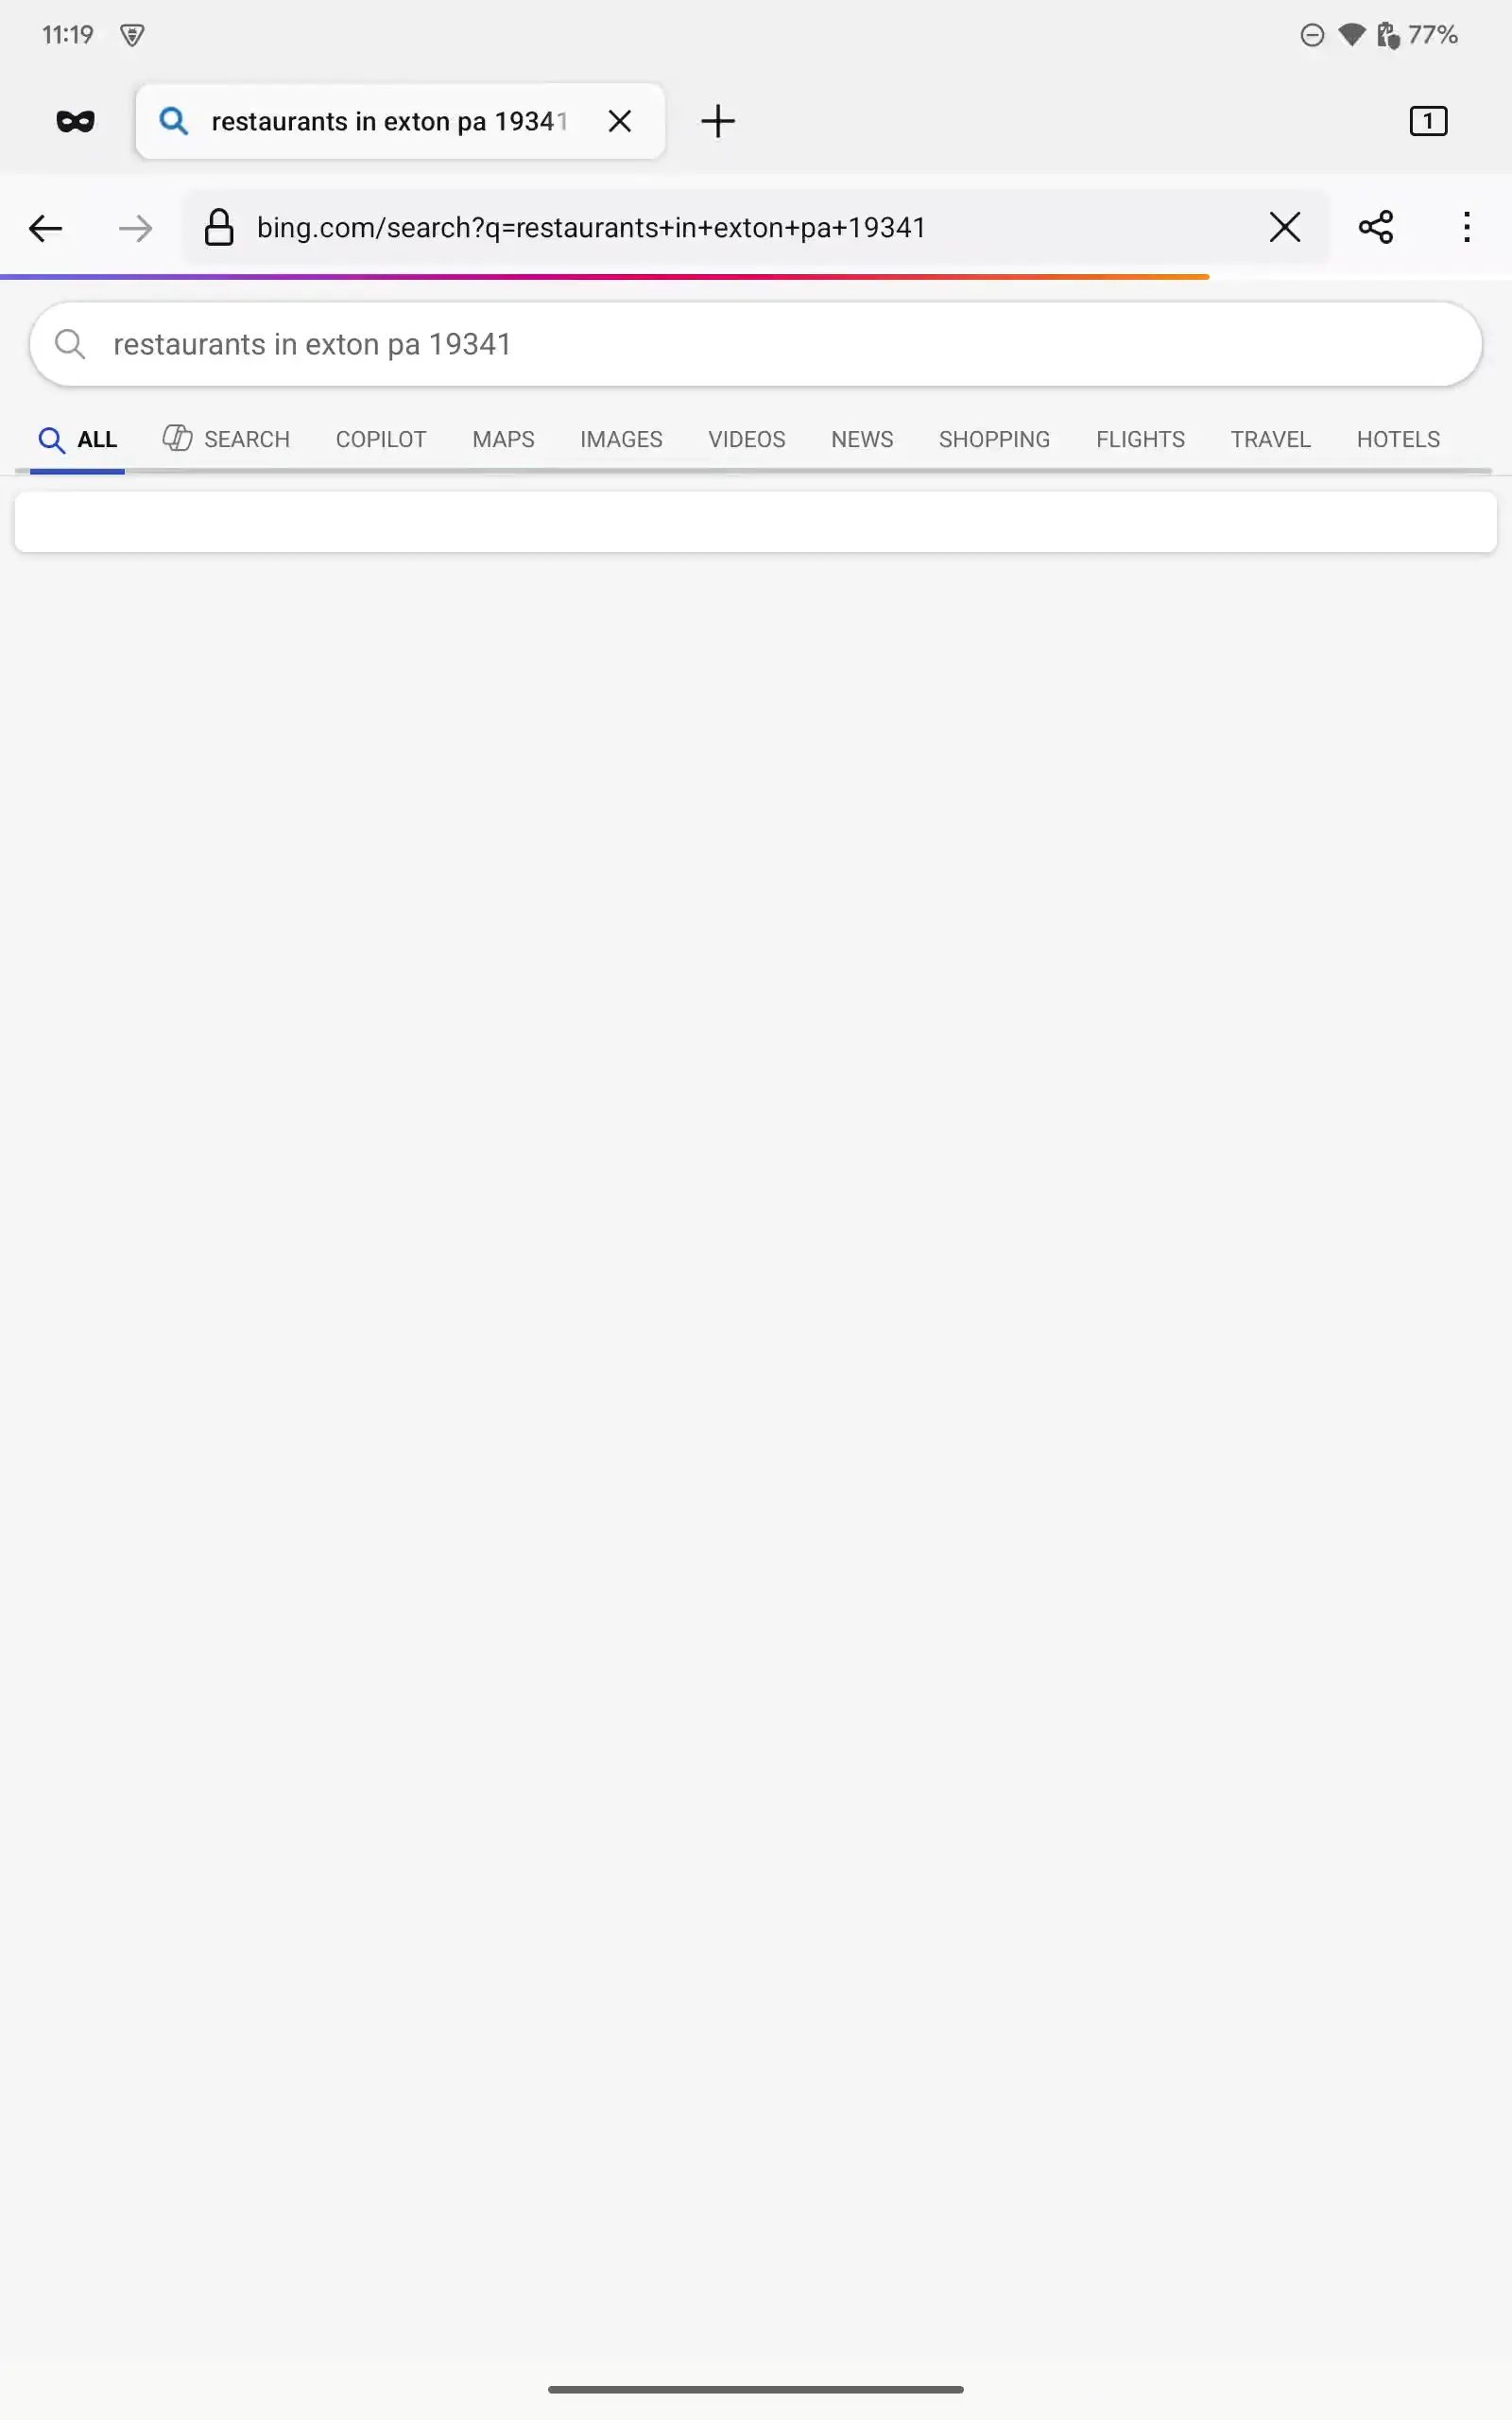 11:19
77%
restaurants in exton pa 19341
1
bing.com/search?q=restaurants+in+exton+pa+19341
restaurants in exton pa 19341
ALL SEARCH COPILOT MAPS IMAGES VIDEOS NEWS SHOPPING FLIGHTS TRAVEL HOTELS